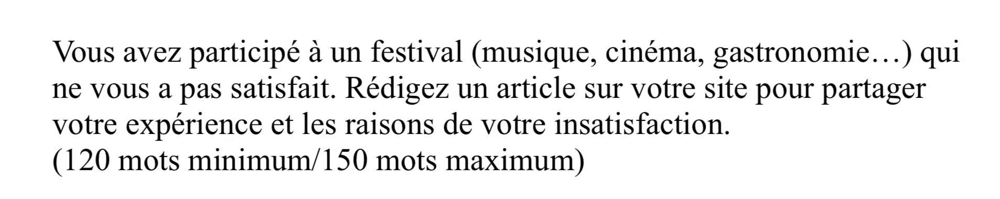 Vous avez participé à un festival (musique, cinéma, gastronomie…) qui
ne vous a pas satisfait. Rédigez un article sur votre site pour partager
votre expérience et les raisons de votre insatisfaction.
(120 mots minimum/150 mots maximum)